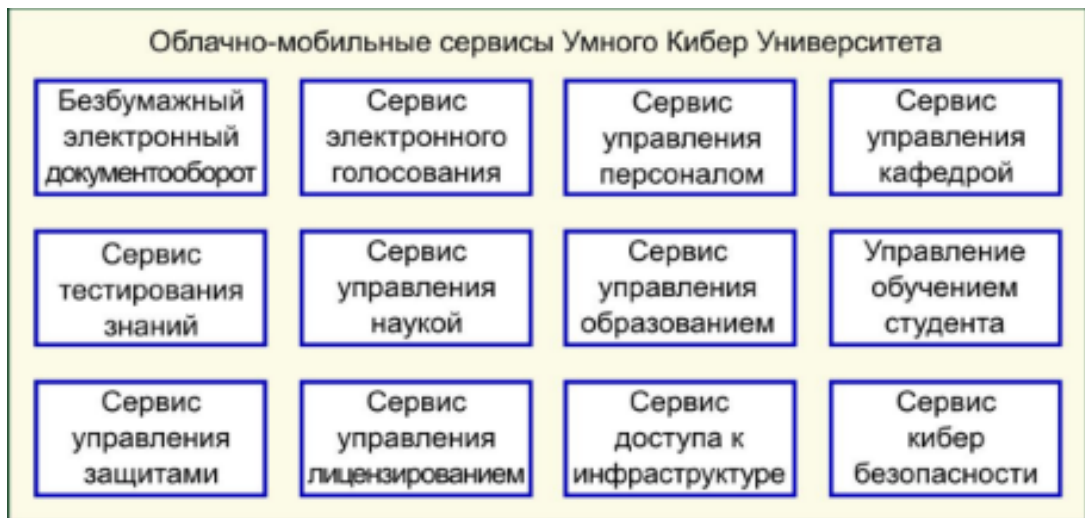 Облачно-мобильные сервисы Умного Кибер Университета
Безбумажный
электронный
документооборот
Сервис
электронного
голосования
Сервис
управления
персоналом
Сервис
управления
кафедрой
Сервис
тестирования
знаний
Сервис
управления
наукой
Сервис
управления
образованием
Управление
обучением
студента
Сервис
управления
защитами
Сервис
управления
лицензированием
Сервис
доступа к
инфраструктуре
Сервис
кибер
безопасности